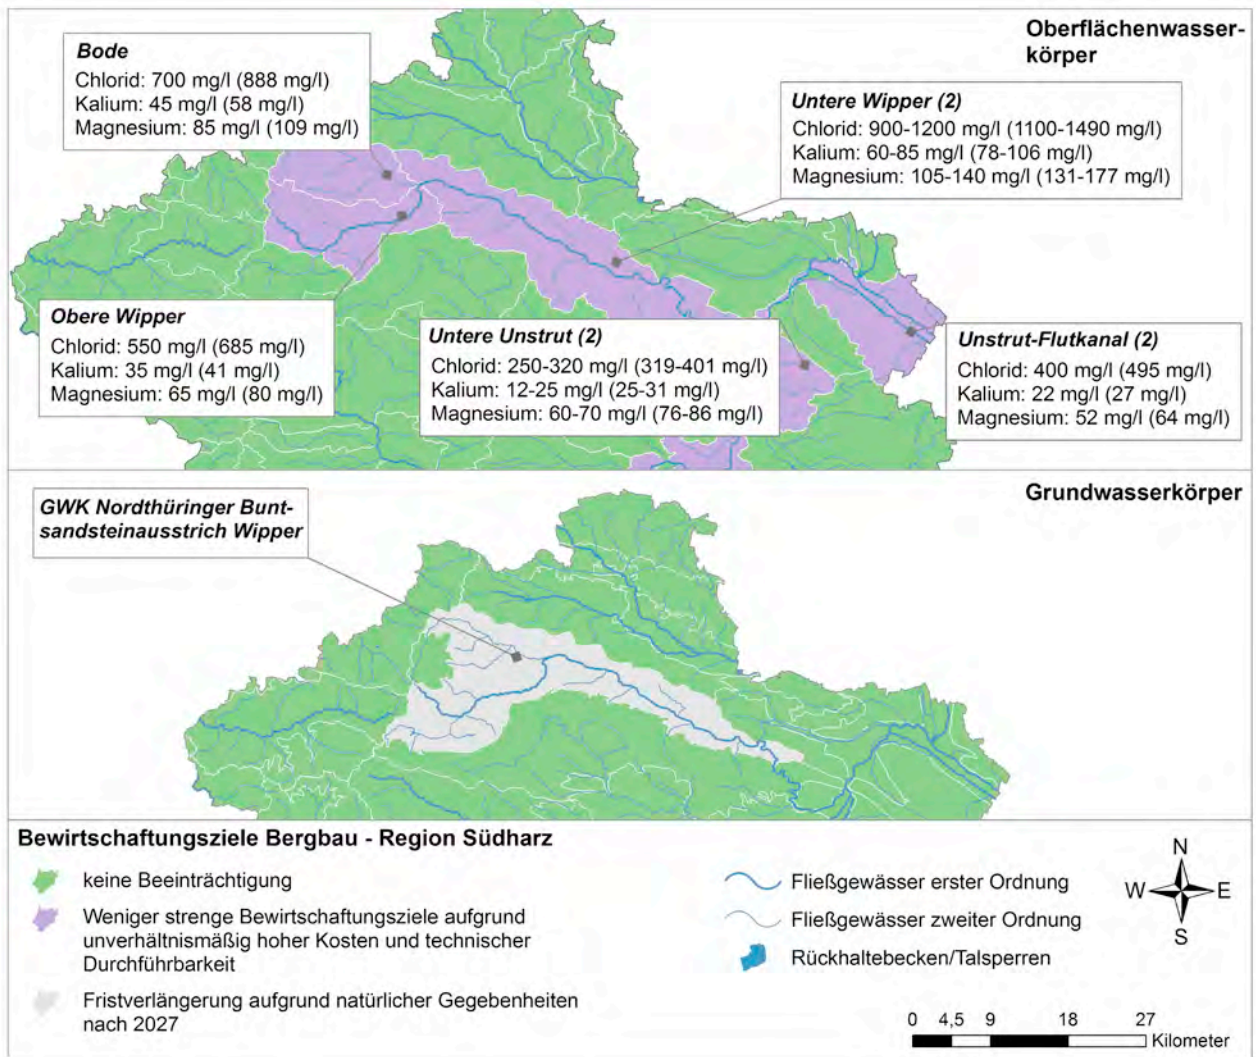 Oberflächenwasser-
körper
Bode
Chlorid: 700 mg/l (888 mg/l)
Kalium: 45 mg/l (58 mg/l)
Magnesium: 85 mg/l (109 mg/l)
Untere Wipper (2)
Chlorid: 900-1200 mg/l (1100-1490 mg/l)
Kalium: 60-85 mg/l (78-106 mg/l)
Magnesium: 105-140 mg/l (131-177 mg/l)
Obere Wipper
Chlorid: 550 mg/l (685 mg/l)
Kalium: 35 mg/l (41 mg/l)
Magnesium: 65 mg/l (80 mg/l)
Untere Unstrut (2)
Chlorid: 250-320 mg/l (319-401 mg/l)
Kalium: 12-25 mg/l (25-31 mg/l)
Magnesium: 60-70 mg/l (76-86 mg/l)
Unstrut-Flutkanal (2)
Chlorid: 400 mg/l (495 mg/l)
Kalium: 22 mg/l (27 mg/l)
Magnesium: 52 mg/l (64 mg/l)
Grundwasserkörper
GWK Nordthüringer Bunt-
sandsteinausstrich Wipper
Bewirtschaftungsziele Bergbau - Region Südharz
keine Beeinträchtigung
Weniger strenge Bewirtschaftungsziele aufgrund
unverhältnismäßig hoher Kosten und technischer
Durchführbarkeit
Fristverlängerung aufgrund natürlicher Gegebenheiten
nach 2027
Fließgewässer erster Ordnung
Fließgewässer zweiter Ordnung
Rückhaltebecken/Talsperren
N
W E
S
0 4,5 9 18 27
Kilometer